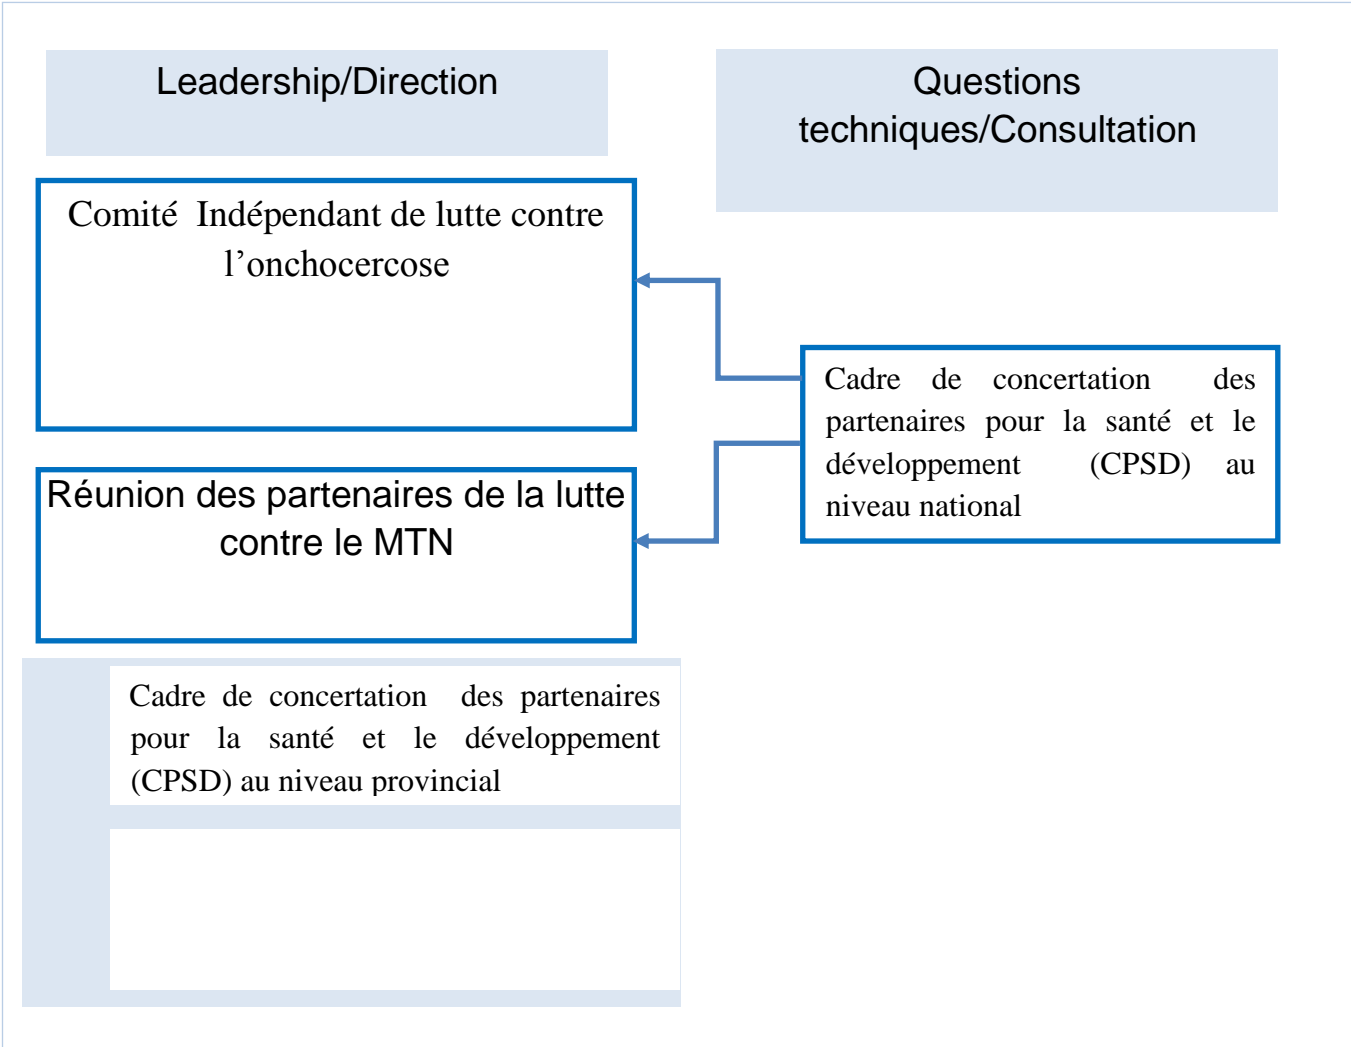 Leadership/Direction
Questions
techniques/Consultation
Comité  Indépendant de lutte contre
l’onchocercose
Cadre de concertation des
partenaires pour la santé et le
développement (CPSD) au
niveau national
Réunion des partenaires de la lutte
contre le MTN
Cadre de concertation des partenaires
pour la santé et le développement
(CPSD) au niveau provincial